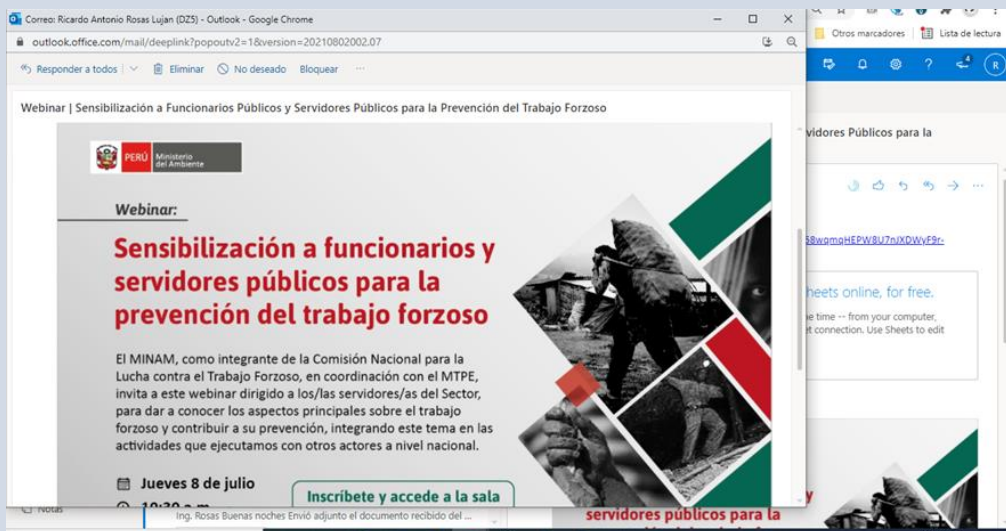 Correo: Ricardo Antonio Rosas Lujan (DZ5) - Outlook - Google Chrome
outlook.office.com/mail/deeplink?popoutv2=1&version=20210802002.07
Responder a todos
Eliminar
No deseado
Bloquear
Webinar | Sensibilización a Funcionarios Públicos y Servidores Públicos para la Prevención del Trabajo Forzoso
PERÚ
Ministerio
del Ambiente
Webinar:
Sensibilización a funcionarios y
servidores públicos para la
prevención del trabajo forzoso
El MINAM, como integrante de la Comisión Nacional para la
Lucha contra el Trabajo Forzoso, en coordinación con el MTPE,
invita a este webinar dirigido a los/las servidores/as del Sector,
para dar a conocer los aspectos principales sobre el trabajo
forzoso y contribuir a su prevención, integrando este tema en las
actividades que ejecutamos con otros actores a nivel nacional.
Jueves 8 de julio
10:30 a.m.
Inscríbete y accede a la sala
Otros marcadores
Lista de lectura
4
R
vidores Públicos para la
heets online, for free.
e time -- from your computer,
et connection. Use Sheets to edit
Notas
Ing. Rosas Buenas noches Envió adjunto el documento recibido del ...
servidores públicos para la